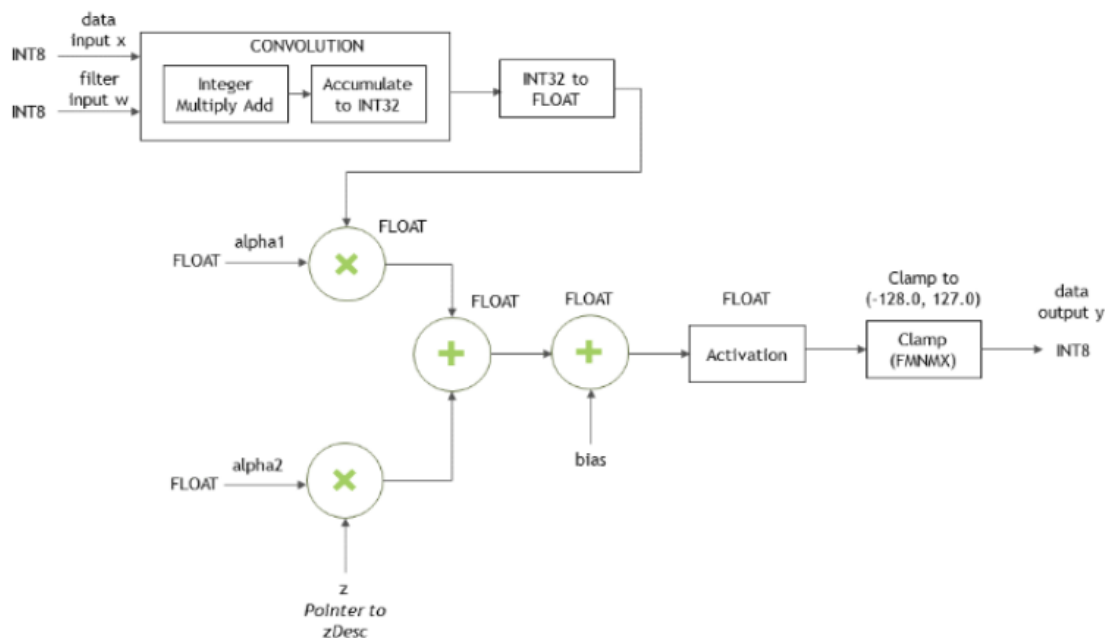 data
input x
INT8
filter
input w
INT8
CONVOLUTION
Integer
Multiply Add
Accumulate
to INT32
INT32 to
FLOAT
FLOAT
alpha1
×
FLOAT
FLOAT
+
FLOAT
+
bias
FLOAT
Activation
Clamp to
(-128.0, 127.0)
Clamp
(FMNMX)
data
output y
INT8
FLOAT
alpha2
×
z
Pointer to
zDesc